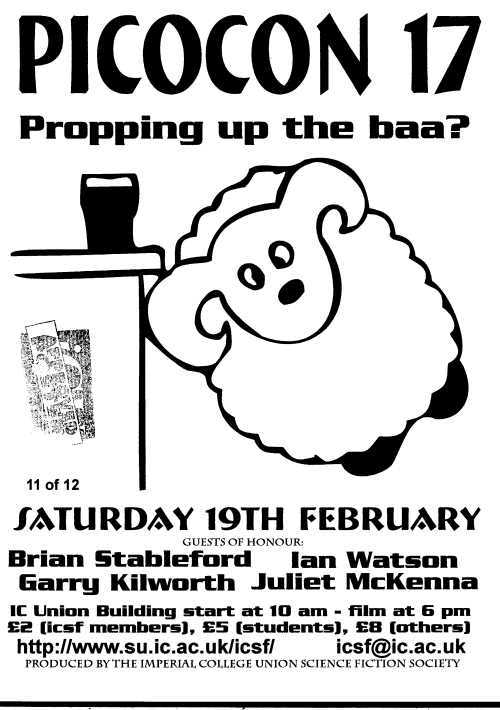 PICOCON 17
Propping up the baa?
11 of 12
SATURDAY 19TH FEBRUARY
GUESTS OF HONOUR:
Brian Stableford Ian Watson
Garry Kilworth Juliet McKenna
IC Union Building start at 10 am - film at 6 pm
£2 (icsf members), £5 (students), £8 (others)
http://www.su.ic.ac.uk/icsf/ icsf@ic.ac.uk
PRODUCED BY THE IMPERIAL COLLEGE UNION SCIENCE FICTION SOCIETY